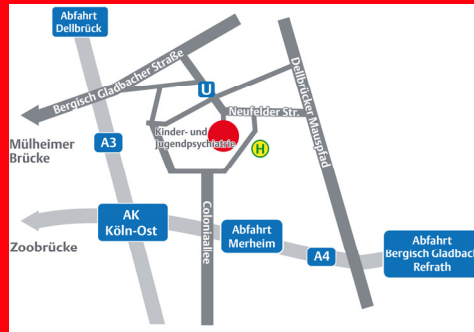 Abfahrt
Dellbrück
Bergisch Gladbacher Straße
Dellbrücker Mauspfad
U
Neufelder Str.
Mülheimer
Brücke
A3
Kinder- und
Jugendpsychiatrie
H
AK
Köln-Ost
Coloniaallee
Abfahrt
Merheim
Zoobrücke
A4
Abfahrt
Bergisch Gladbach
Refrath